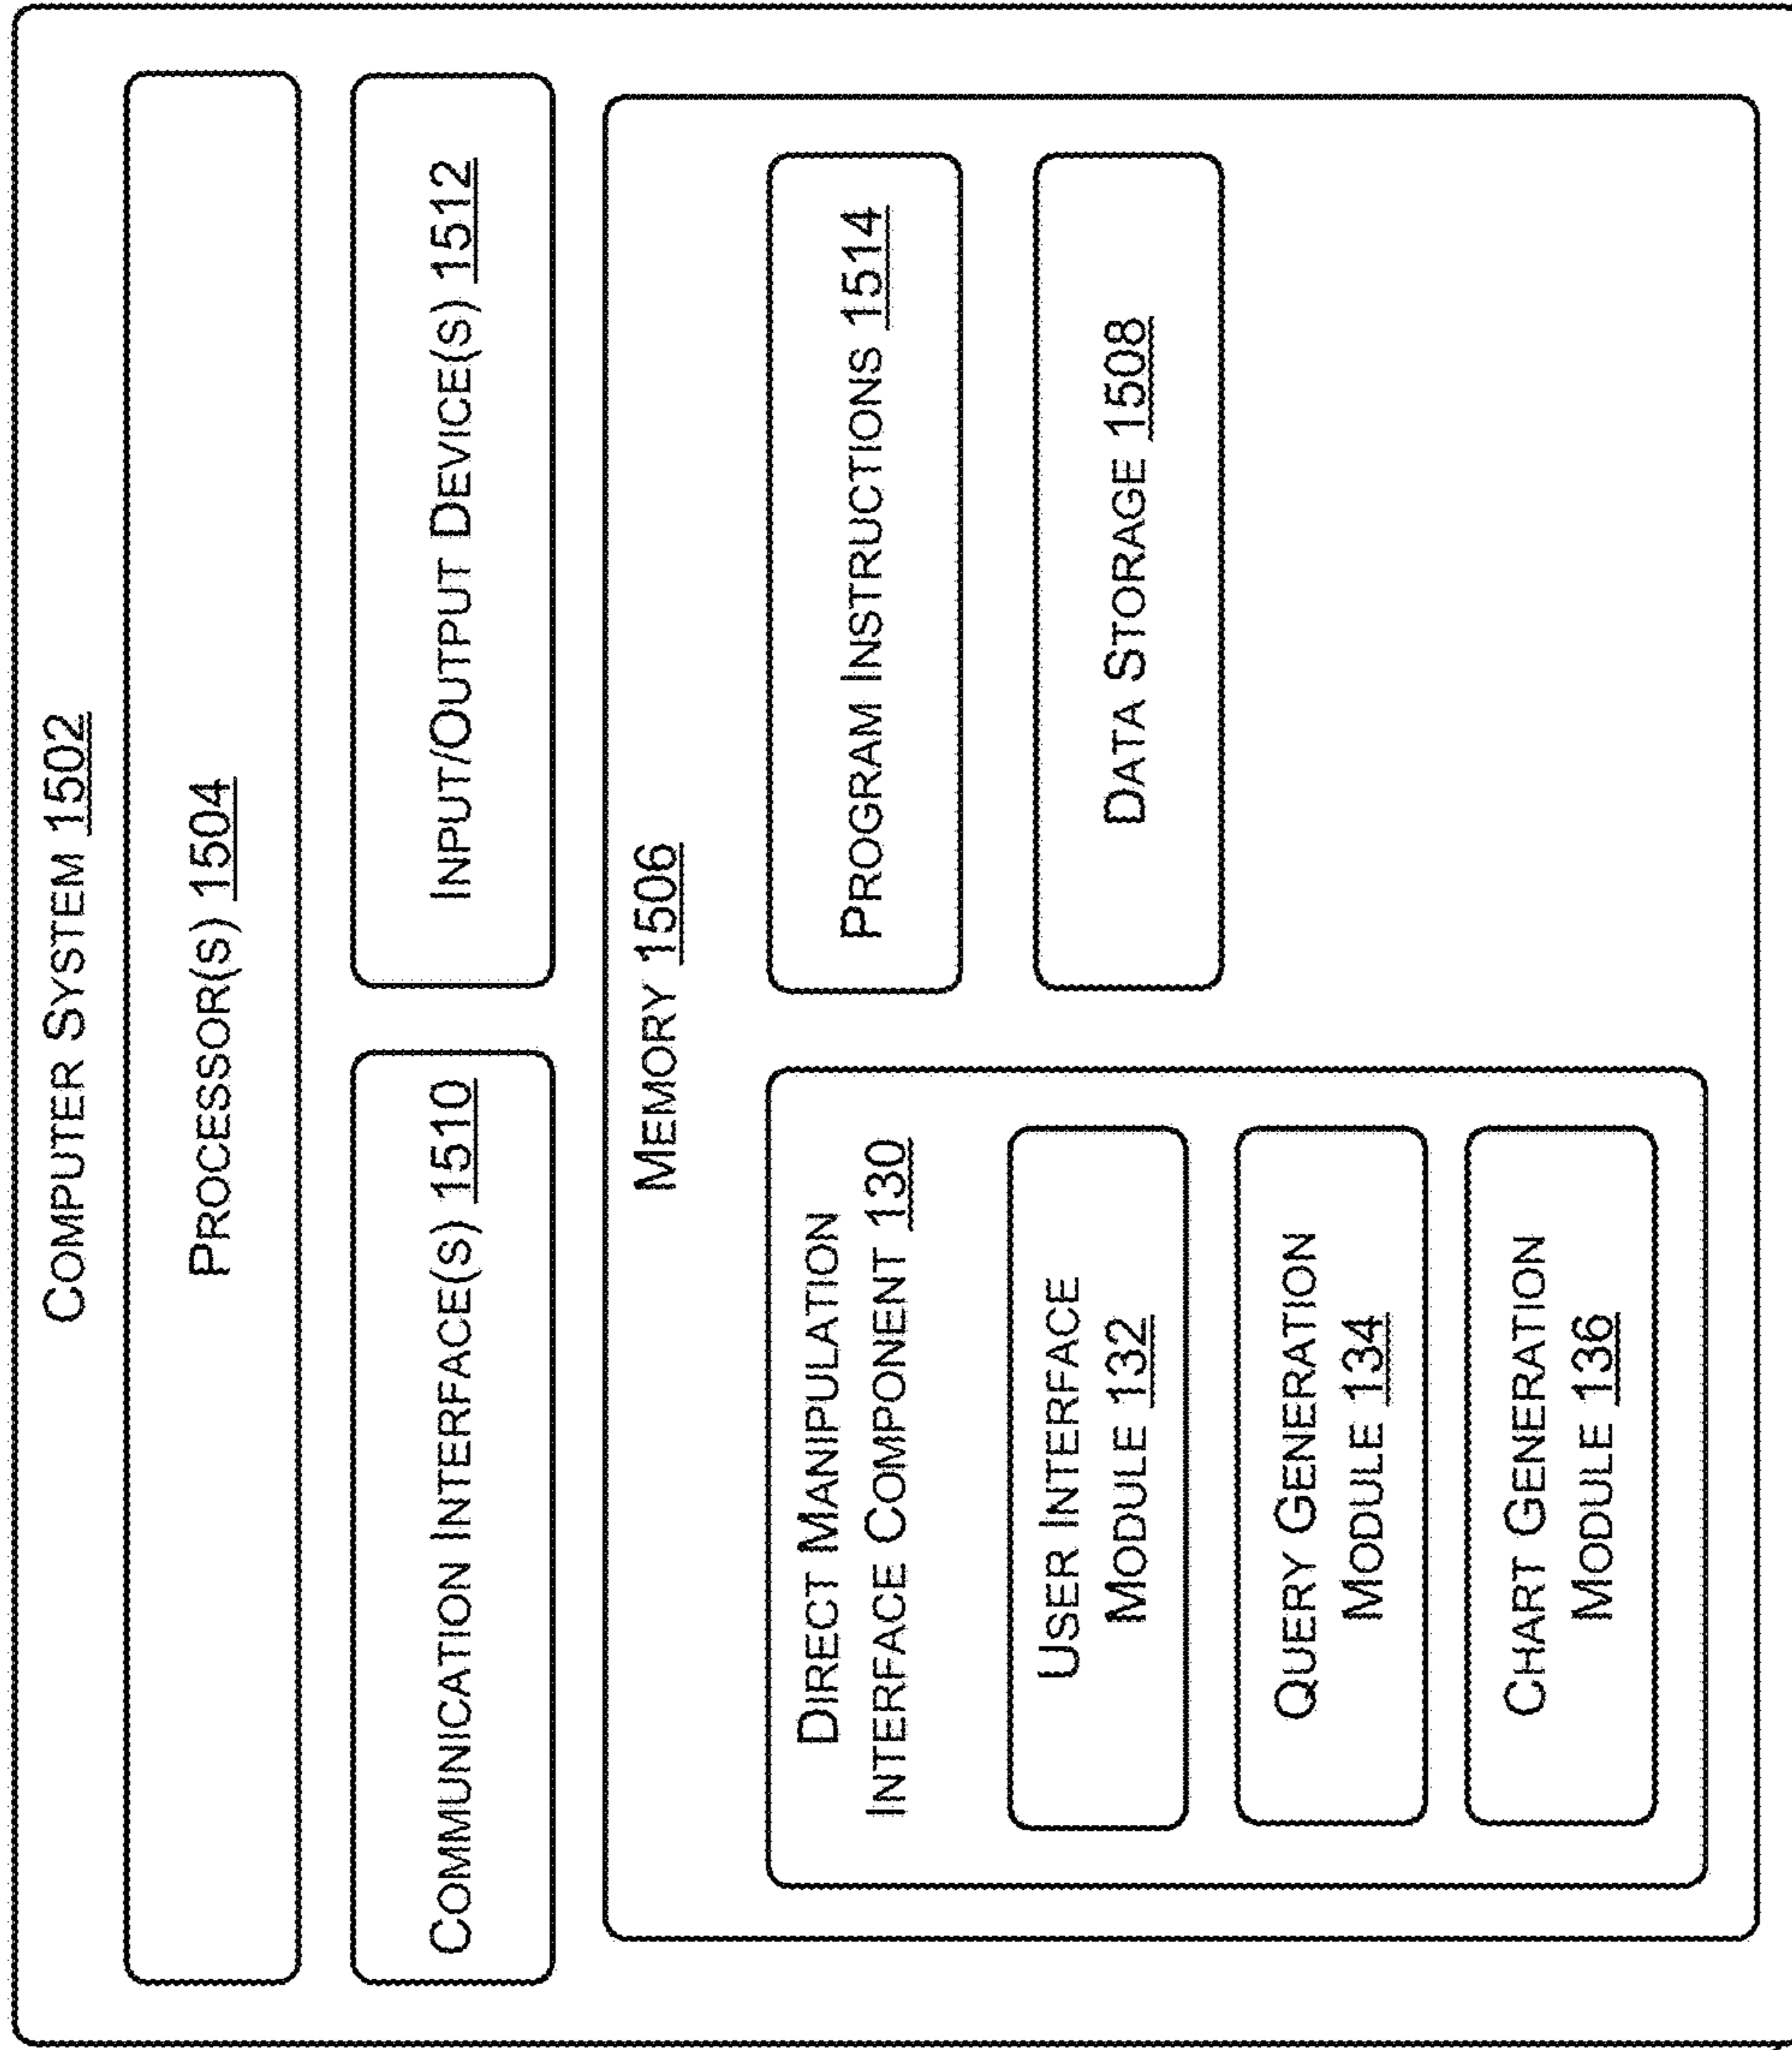 COMPUTER SYSTEM 1502
PROCESSOR(S) 1504
COMMUNICATION INTERFACE(S) 1510
INPUT/OUTPUT DEVICE(S) 1512
MEMORY 1506
DIRECT MANIPULATION
INTERFACE COMPONENT 130
USER INTERFACE
MODULE 132
QUERY GENERATION
MODULE 134
CHART GENERATION
MODULE 136
PROGRAM INSTRUCTIONS 1514
DATA STORAGE 1508